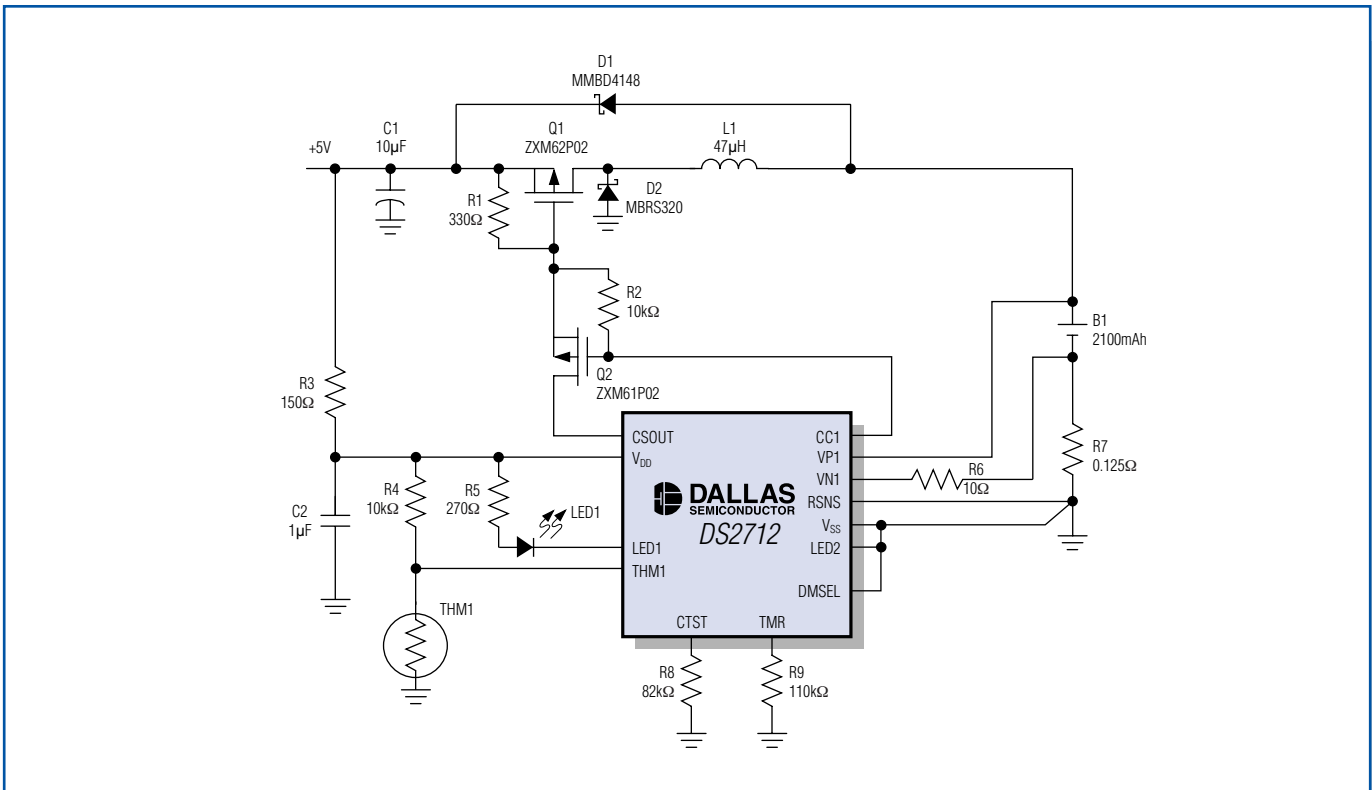 D1
MMBD4148
C1
10µF
Q1
ZXM62P02
L1
47µH
+5V
D2
MBRS320
R1
330Ω
R2
10kΩ
B1
2100mAh
Q2
ZXM61P02
R3
150Ω
CSOUT
CC1
V_DD
VP1
R7
0.125Ω
VN1
R6
10Ω
R4
10kΩ
R5
270Ω
LED1
DALLAS
SEMICONDUCTOR
DS2712
RSNS
C2
1µF
V_SS
LED1
LED2
THM1
DMSEL
THM1
CTST
TMR
R8
82kΩ
R9
110kΩ